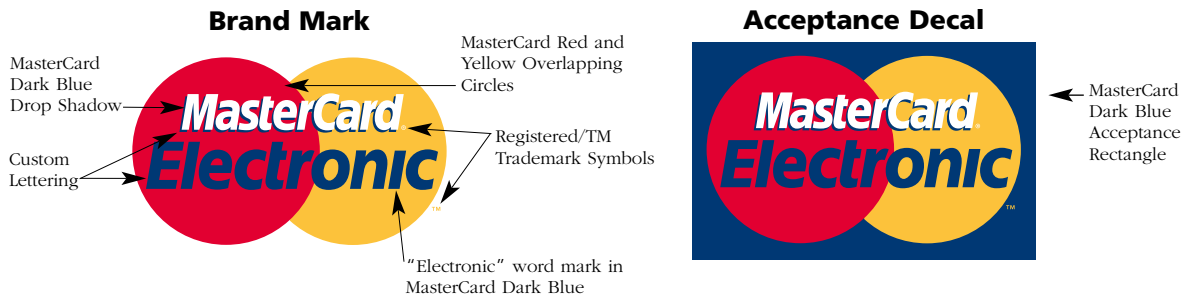 Brand Mark
MasterCard
Dark Blue
Drop Shadow
Custom
Lettering
MasterCard Red and
Yellow Overlapping
Circles
MasterCard®
Electronic
™
Registered/TM
Trademark Symbols
“Electronic” word mark in
MasterCard Dark Blue
Acceptance Decal
MasterCard®
Electronic
™
MasterCard
Dark Blue
Acceptance
Rectangle